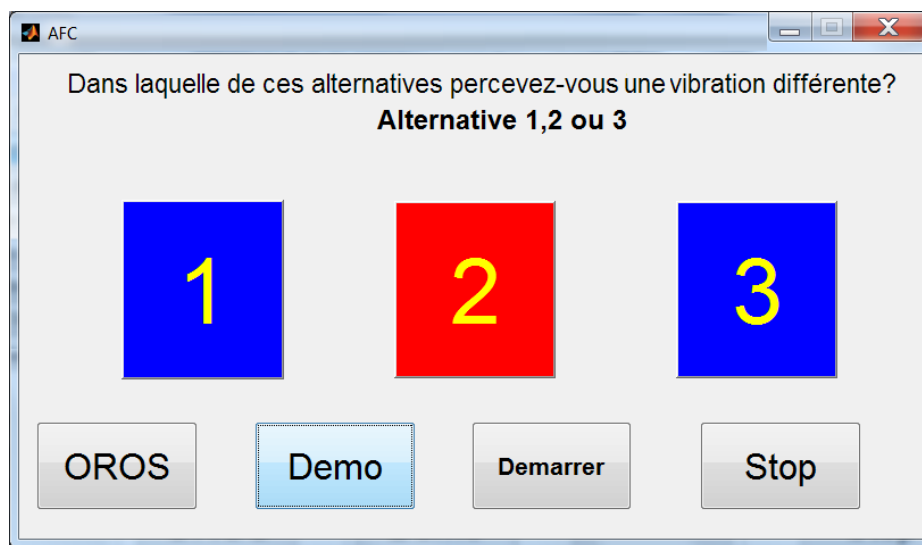 AFC
Dans laquelle de ces alternatives percevez-vous une vibration différente?
Alternative 1,2 ou 3
1 2 3
OROS Demo Demarrer Stop